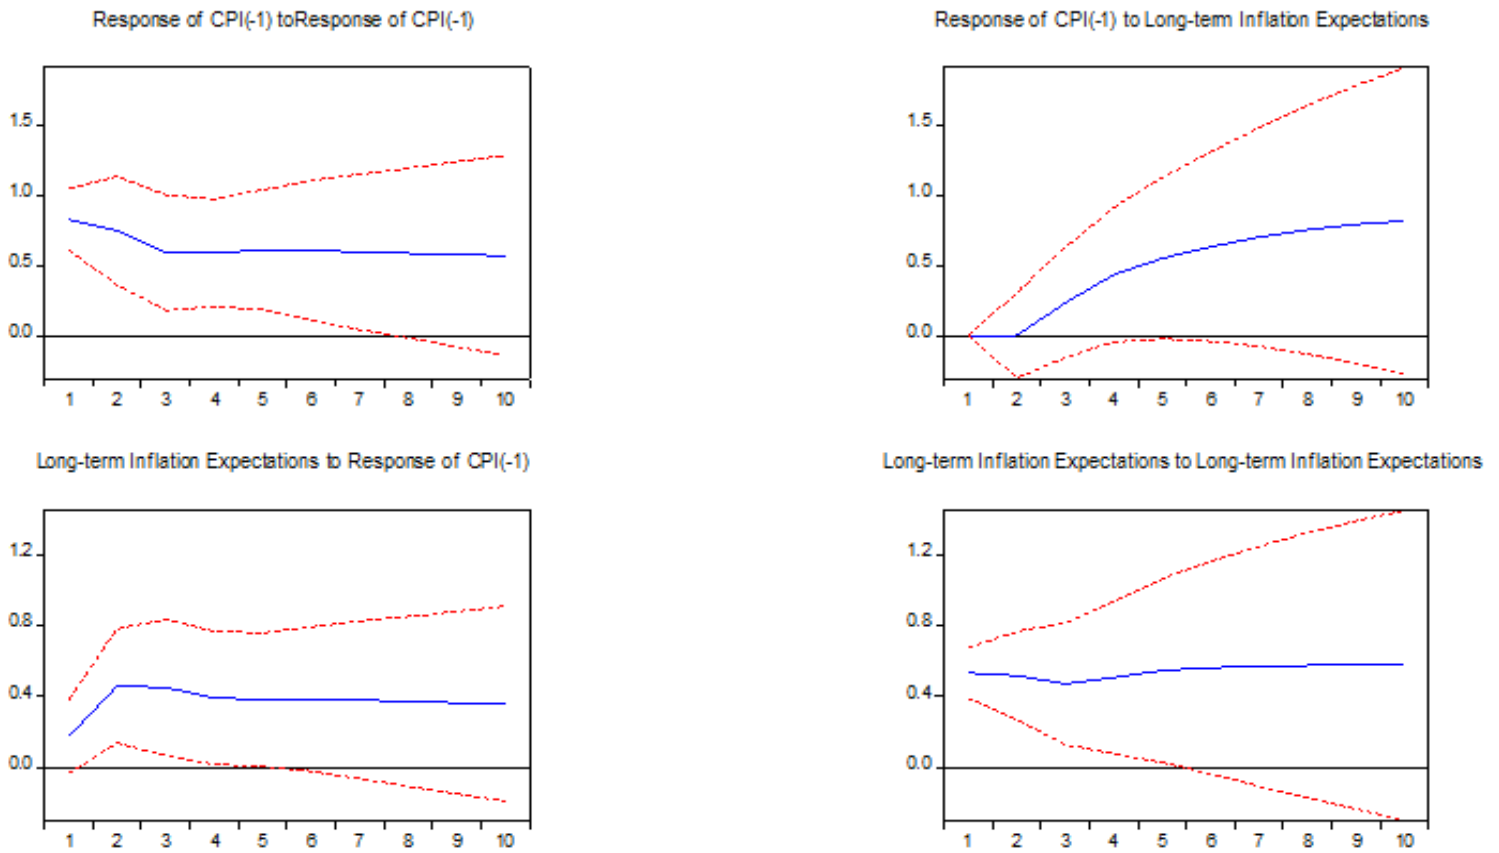 Response of CPI(-1) toResponse of CPI(-1)
Response of CPI(-1) to Long-term Inflation Expectations
1.5
1.0
0.5
0.0
1 2 3 4 5 6 7 8 9 10
1.5
1.0
0.5
0.0
1 2 3 4 5 6 7 8 9 10
Long-term Inflation Expectations to Response of CPI(-1)
Long-term Inflation Expectations to Long-term Inflation Expectations
1.2
0.8
0.4
0.0
1 2 3 4 5 6 7 8 9 10
1.2
0.8
0.4
0.0
1 2 3 4 5 6 7 8 9 10